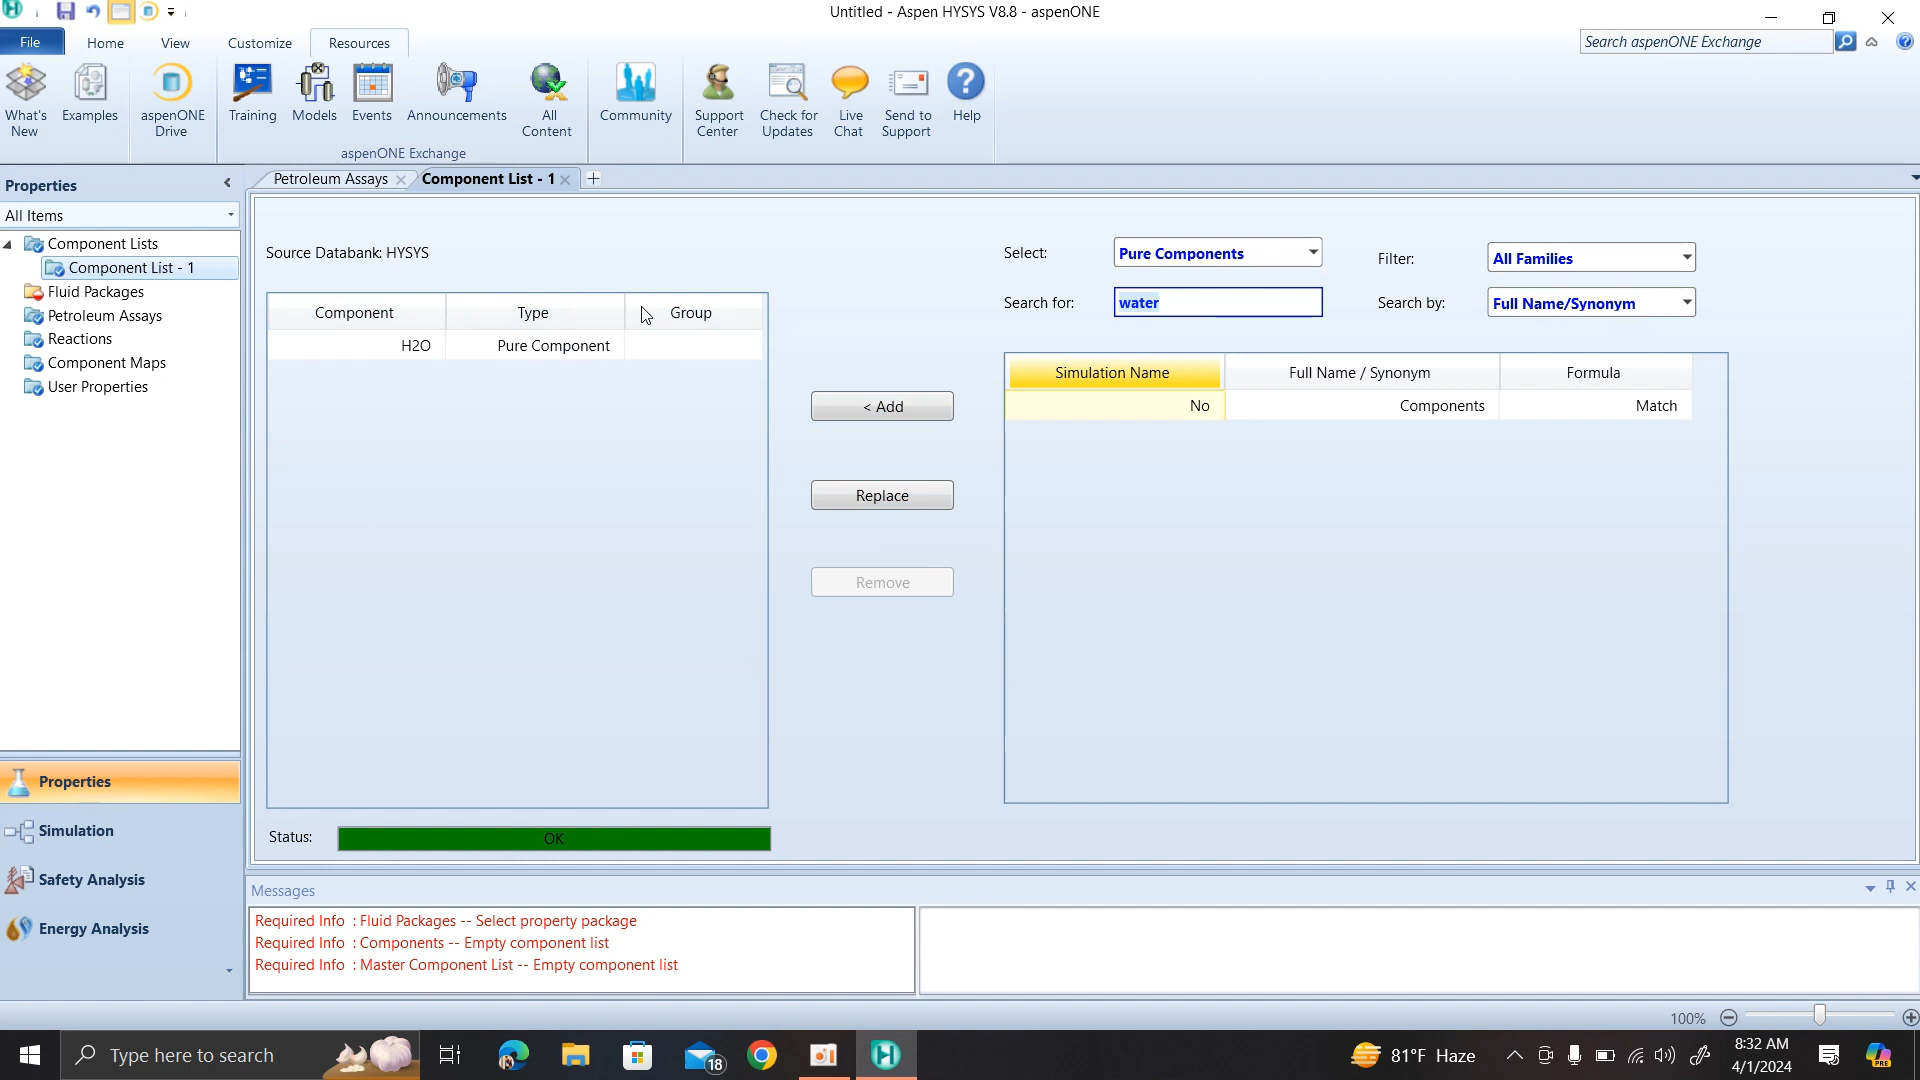 Untitled - Aspen HYSYS V8.8 - aspenONE
File
Home
View
Customize
Resources
Search aspenONE Exchange
What's New
Examples
aspenONE Drive
Training
Models
Events
Announcements
All Content
aspenONE Exchange
Community
Support Center
Check for Updates
Live Chat
Send to Support
Help
Properties
All Items
Component Lists
Component List - 1
Fluid Packages
Petroleum Assays
Reactions
Component Maps
User Properties
Properties
Simulation
Safety Analysis
Energy Analysis
Petroleum Assays
Component List - 1
Source Databank: HYSYS
Select: Pure Components
Filter: All Families
Search for: water
Search by: Full Name/Synonym
Component Type Group
H2O Pure Component
< Add
Replace
Remove
Simulation Name Full Name / Synonym Formula
No Components Match
Status: OK
Messages
Required Info : Fluid Packages -- Select property package
Required Info : Components -- Empty component list
Required Info : Master Component List -- Empty component list
100%
Type here to search
18
81°F Haze
8:32 AM
4/1/2024
PRE